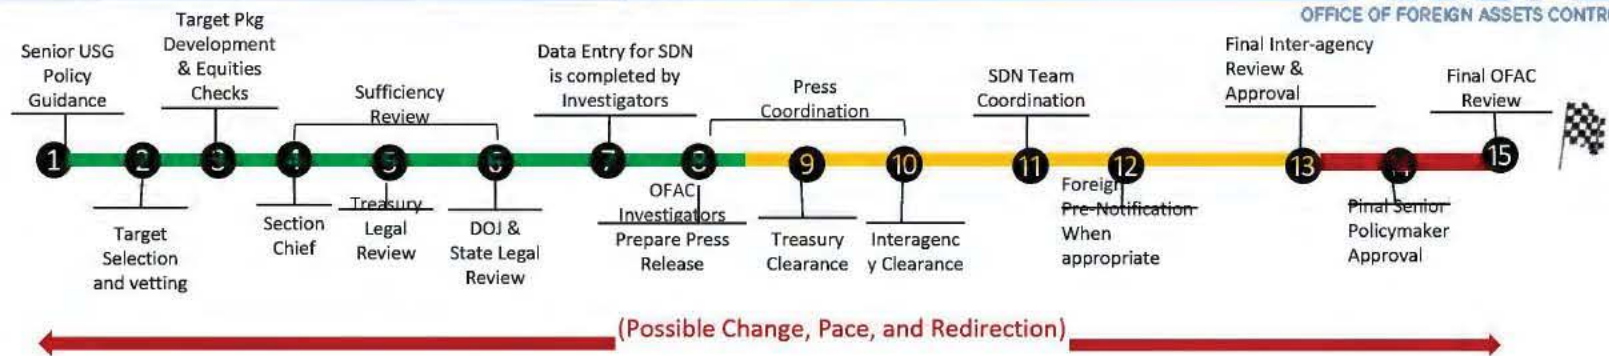 OFFICE OF FOREIGN ASSETS CONTR
Senior USG
Policy
Guidance
Target Pkg
Development
& Equities
Checks
Sufficiency
Review
Data Entry for SDN
is completed by
Investigators
Press
Coordination
SDN Team
Coordination
Final Inter-agency
Review &
Approval
Final OFAC
Review
1
2
3
4
5
6
7
8
9
10
11
12
13
14
15
Target
Selection
and vetting
Section
Chief
Treasury
Legal
Review
DOJ &
State Legal
Review
OFAC
Investigators
Prepare Press
Release
Treasury
Clearance
Interagenc
y Clearance
Foreign
Pre-Notification
When
appropriate
Final Senior
Policymaker
Approval
(Possible Change, Pace, and Redirection)